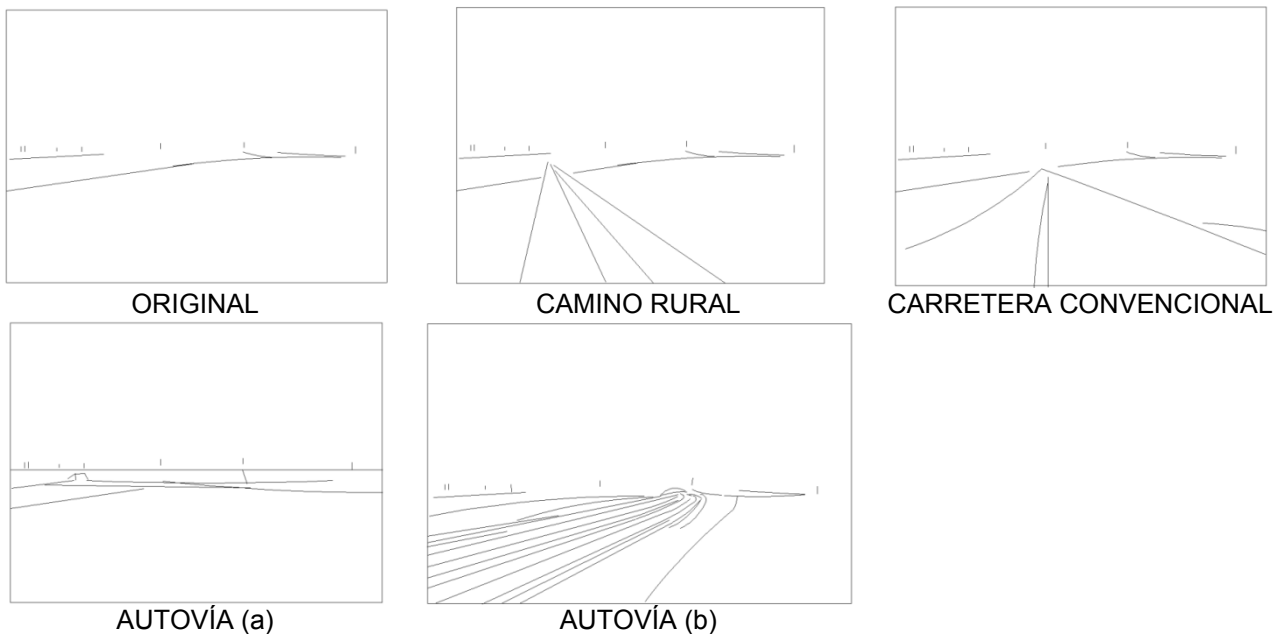 ORIGINAL
CAMINO RURAL
CARRETERA CONVENCIONAL
AUTOVÍA (a)
AUTOVÍA (b)